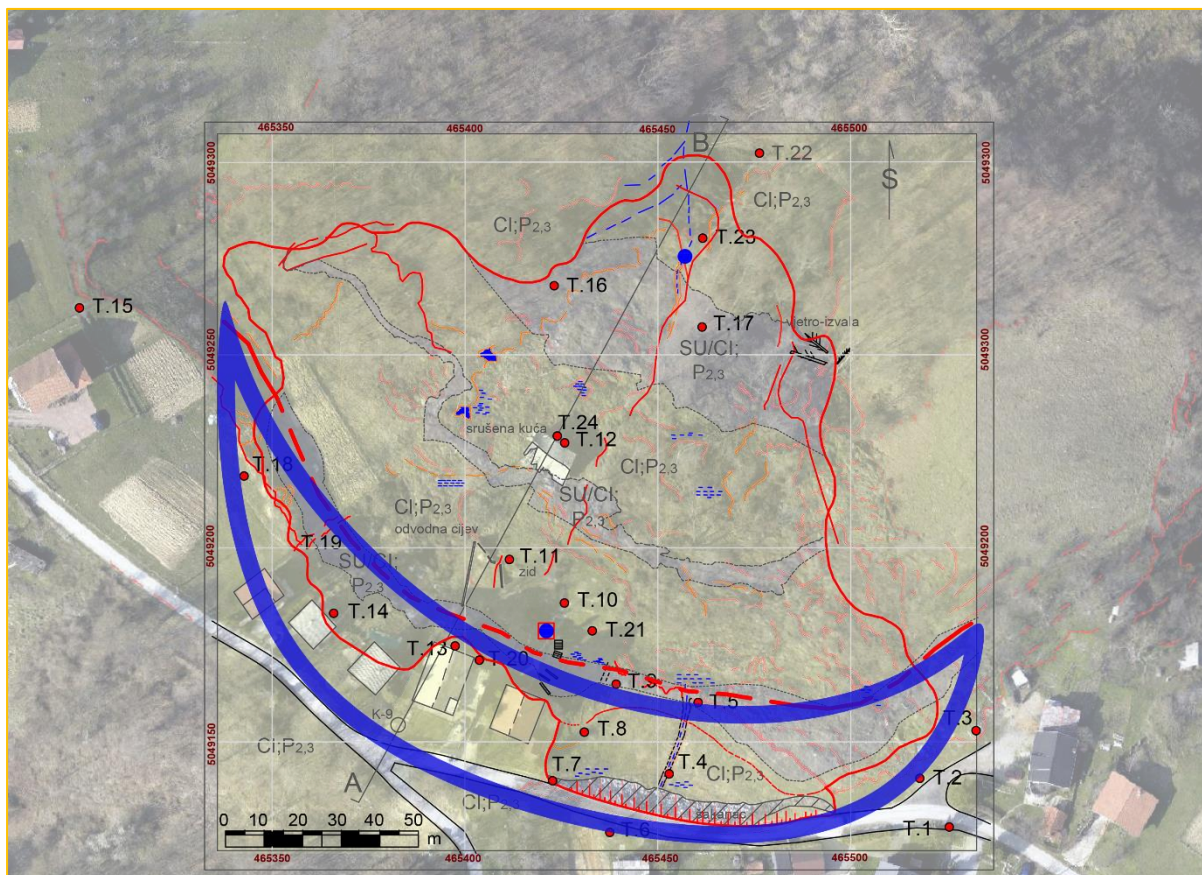 465350
465400
465450
465500
B
T.22
5049300
S
5049300
Cl;P2,3
Cl;P2,3
T.23
T.16
T.15
T.17
vjetro-izvala
SU/Cl;
P2,3
5049250
5049300
srušena kuća
T.24
T.12
Cl;P2,3
T.18
SU/Cl;
P2,3
Cl;P2,3
odvodna cijev
T.19
T.11
zid
5049200
5049200
SU/Cl;
P2,3
T.10
T.14
T.21
T.13
T.20
T.9
T.5
K-9
T.8
T.3
Cl;P2,3
5049150
5049150
T.4
Cl;P2,3
T.7
T.2
A
Cl;P2,3
T.6
T.1
0 10 20 30 40 50
m
465350
465400
465450
465500